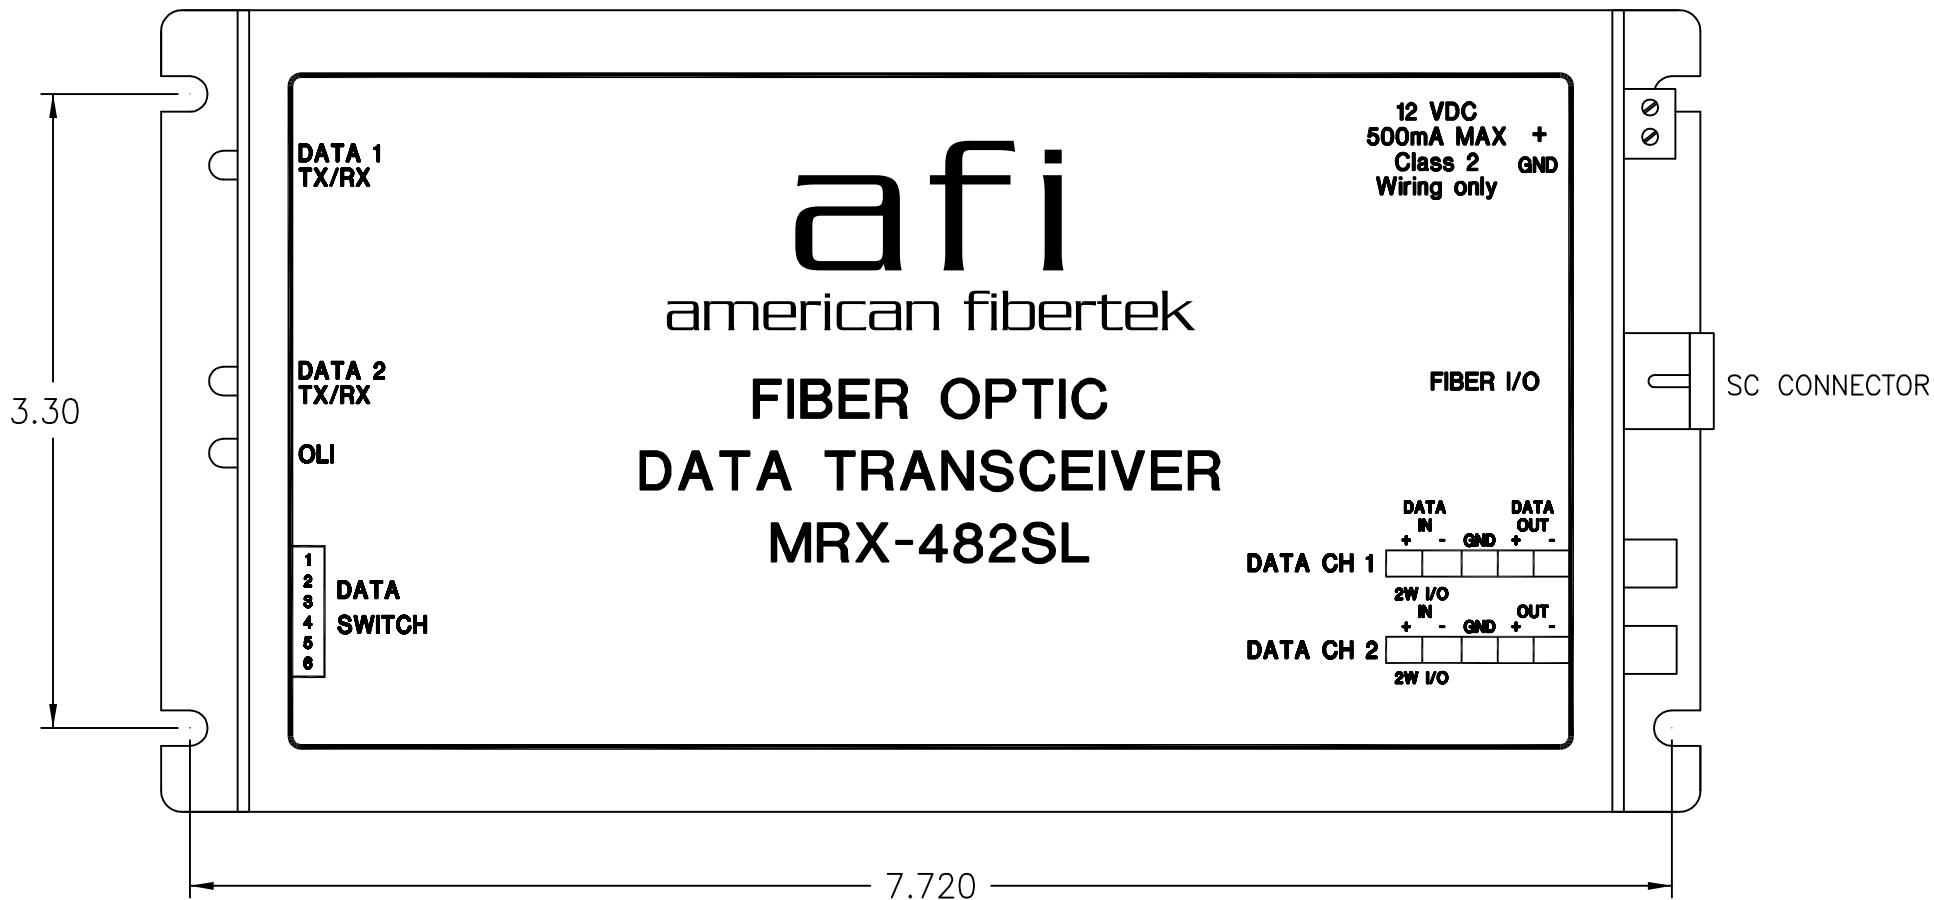 12 VDC
500mA MAX +
Class 2 GND
Wiring only
DATA 1
TX/RX
afi
american fibertek
DATA 2
TX/RX
FIBER I/O
SC CONNECTOR
3.30
FIBER OPTIC
OLI
DATA TRANSCEIVER
MRX-482SL
1
2
3
4
5
6
DATA
SWITCH
DATA DATA
IN OUT
+ - GND + -
DATA CH 1
2W I/O
IN OUT
+ - GND + -
DATA CH 2
2W I/O
7.720